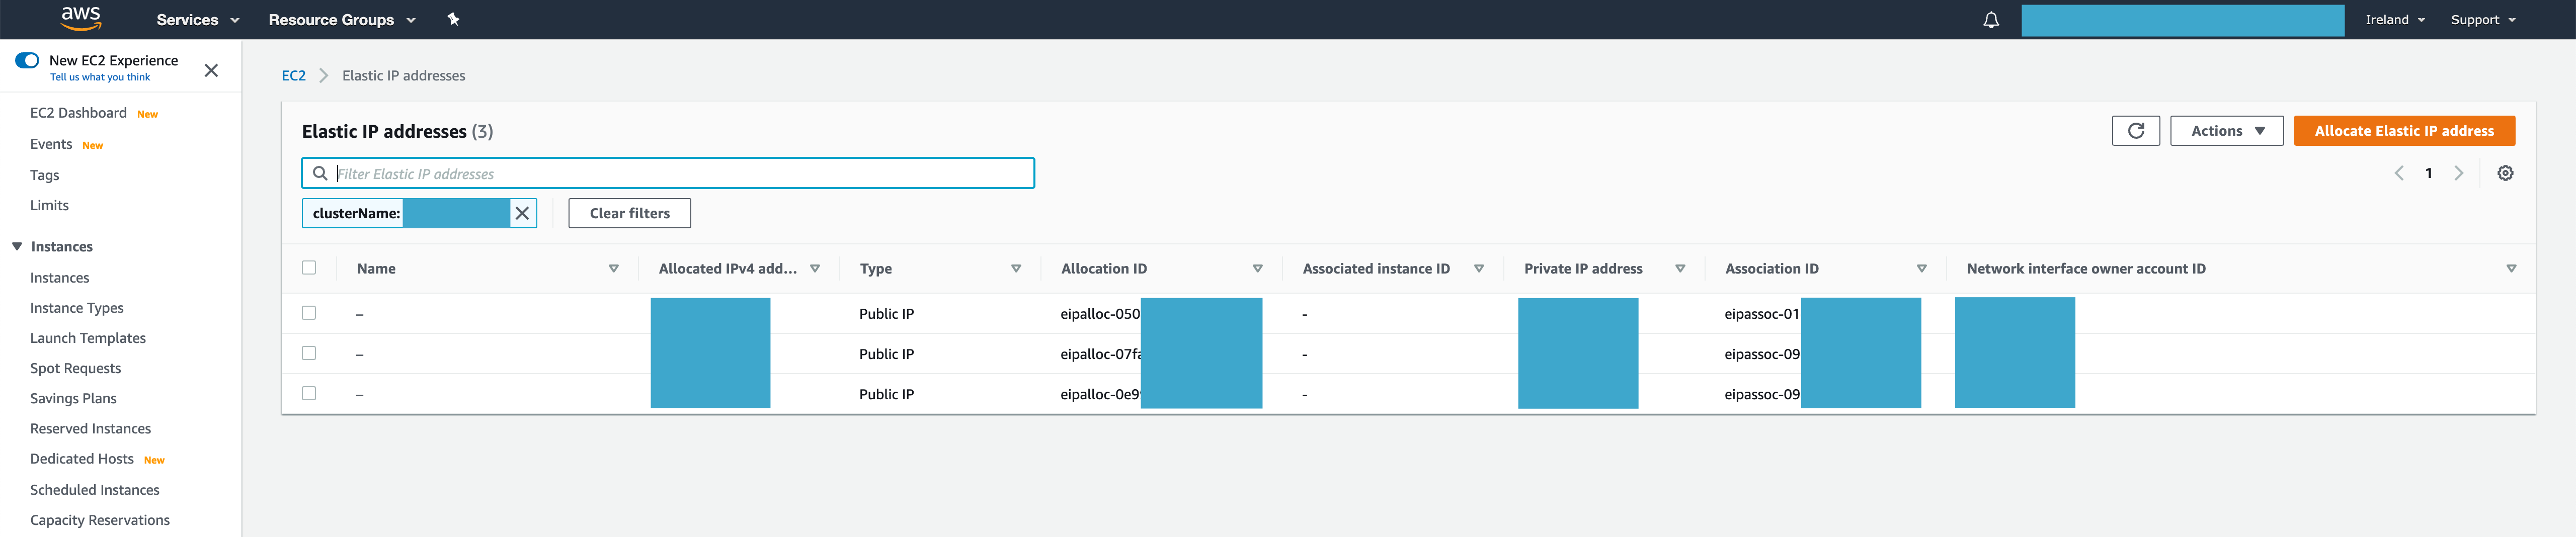 aws Services Resource Groups Ireland Support
New EC2 Experience
Tell us what you think
EC2 Dashboard New
Events New
Tags
Limits
Instances
Instances
Instance Types
Launch Templates
Spot Requests
Savings Plans
Reserved Instances
Dedicated Hosts New
Scheduled Instances
Capacity Reservations
EC2 > Elastic IP addresses
Elastic IP addresses (3)
Actions Allocate Elastic IP address
Filter Elastic IP addresses
1
clusterName: Clear filters
Name Allocated IPv4 add... Type Allocation ID Associated instance ID Private IP address Association ID Network interface owner account ID
– Public IP eipalloc-050 - eipassoc-01
– Public IP eipalloc-07fa - eipassoc-09
– Public IP eipalloc-0e99 - eipassoc-09